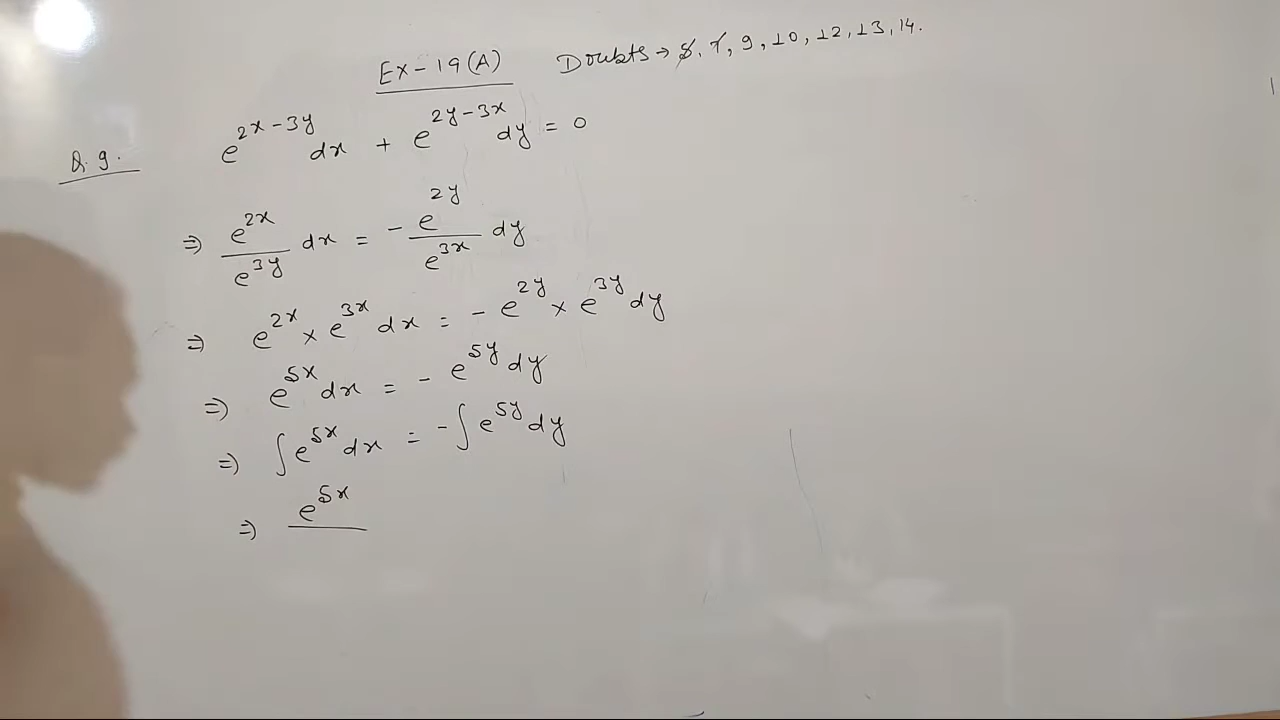 Ex-19(A) Doubts → 8, 7, 9, 10, 12, 13, 14.
Q. 9. e^{2x-3y} dx + e^{2y-3x} dy = 0
⇒ e^{2x}/e^{3y} dx = - e^{2y}/e^{3x} dy
⇒ e^{2x} × e^{3x} dx = - e^{2y} × e^{3y} dy
⇒ e^{5x} dx = - e^{5y} dy
⇒ ∫ e^{5x} dx = - ∫ e^{5y} dy
⇒ e^{5x}